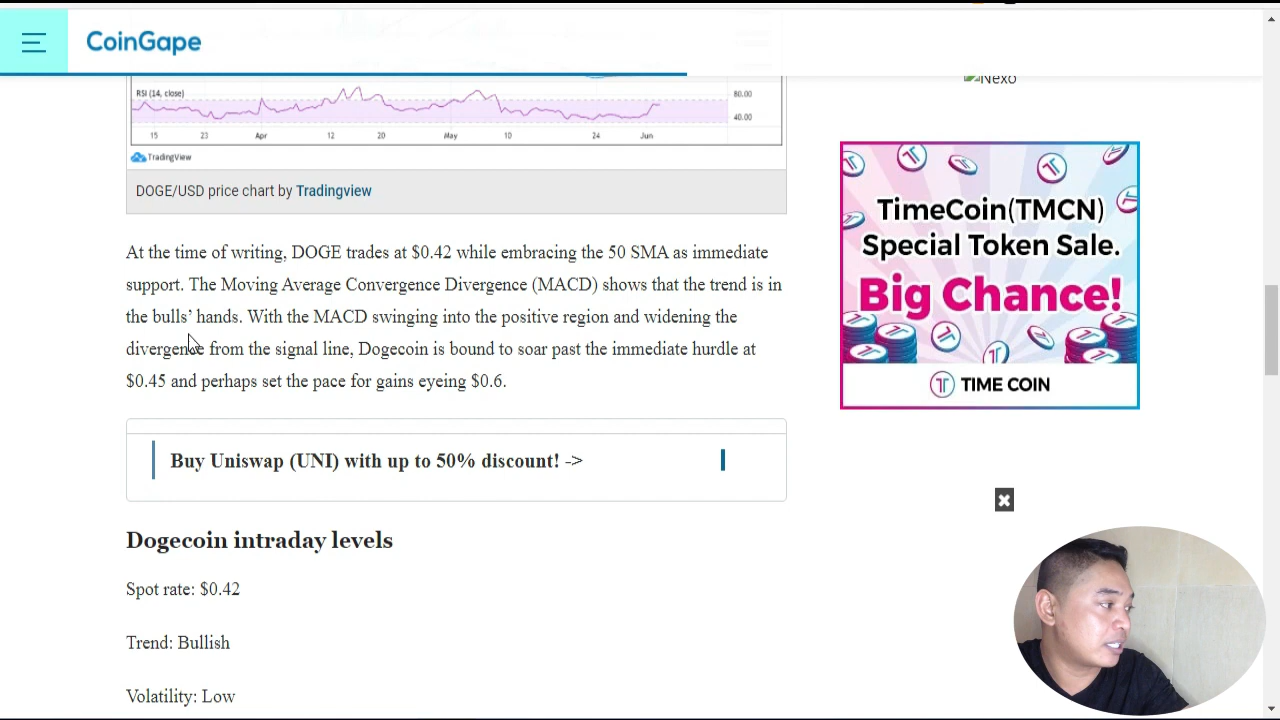 CoinGape
RSI (14, close)
80.00
40.00
15 23 Apr 12 20 May 10 24 Jun
TradingView
DOGE/USD price chart by Tradingview
At the time of writing, DOGE trades at $0.42 while embracing the 50 SMA as immediate
support. The Moving Average Convergence Divergence (MACD) shows that the trend is in
the bulls’ hands. With the MACD swinging into the positive region and widening the
divergence from the signal line, Dogecoin is bound to soar past the immediate hurdle at
$0.45 and perhaps set the pace for gains eyeing $0.6.
Buy Uniswap (UNI) with up to 50% discount! ->
Dogecoin intraday levels
Spot rate: $0.42
Trend: Bullish
Volatility: Low
Nexo
TimeCoin(TMCN)
Special Token Sale.
Big Chance!
TIME COIN